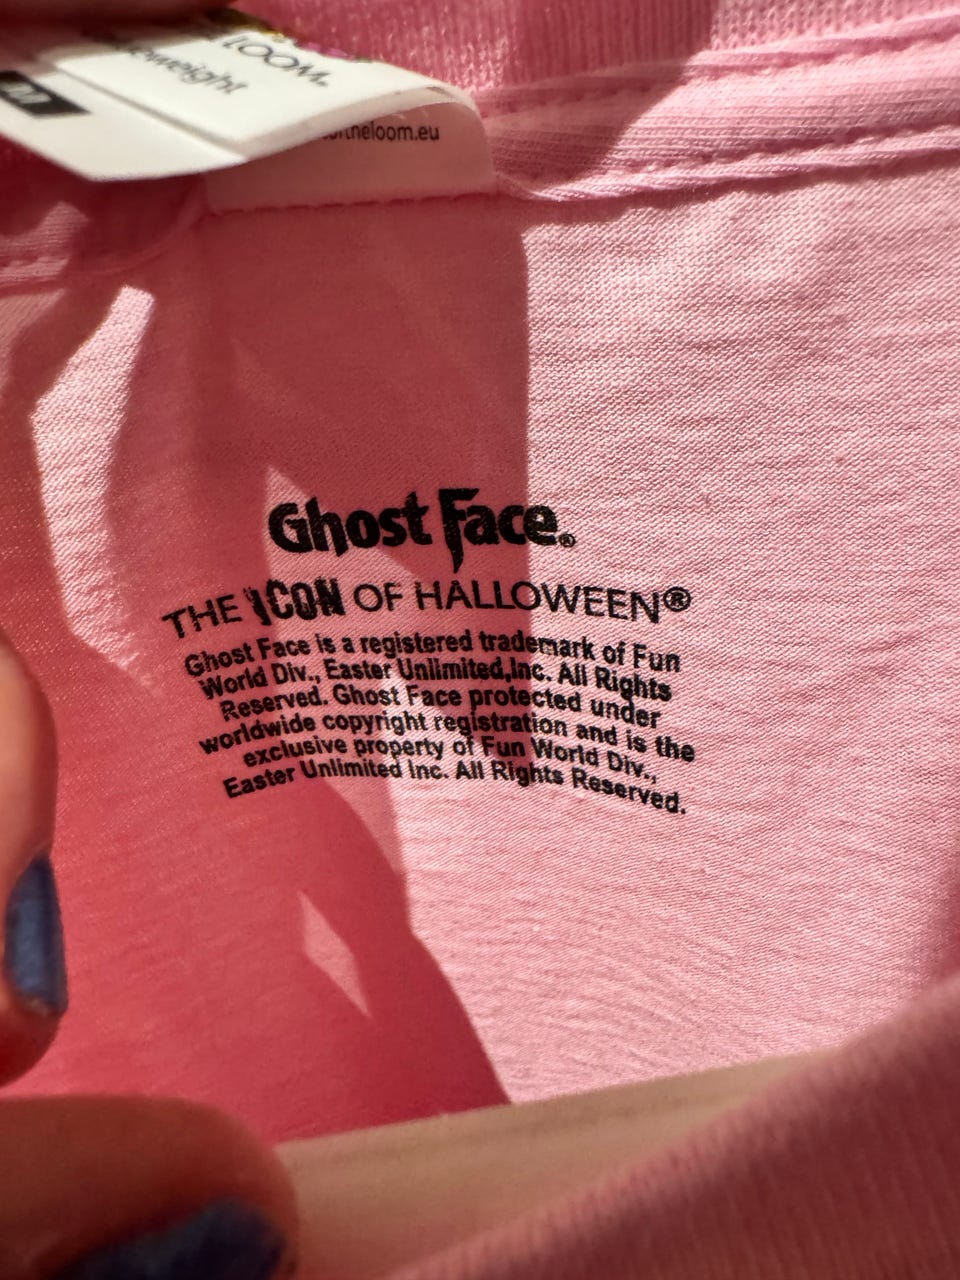 LOOM®
oftheloom.eu
Ghost Face®
THE ICON OF HALLOWEEN®
Ghost Face is a registered trademark of Fun
World Div., Easter Unlimited,Inc. All Rights
Reserved. Ghost Face protected under
worldwide copyright registration and is the
exclusive property of Fun World Div.,
Easter Unlimited Inc. All Rights Reserved.